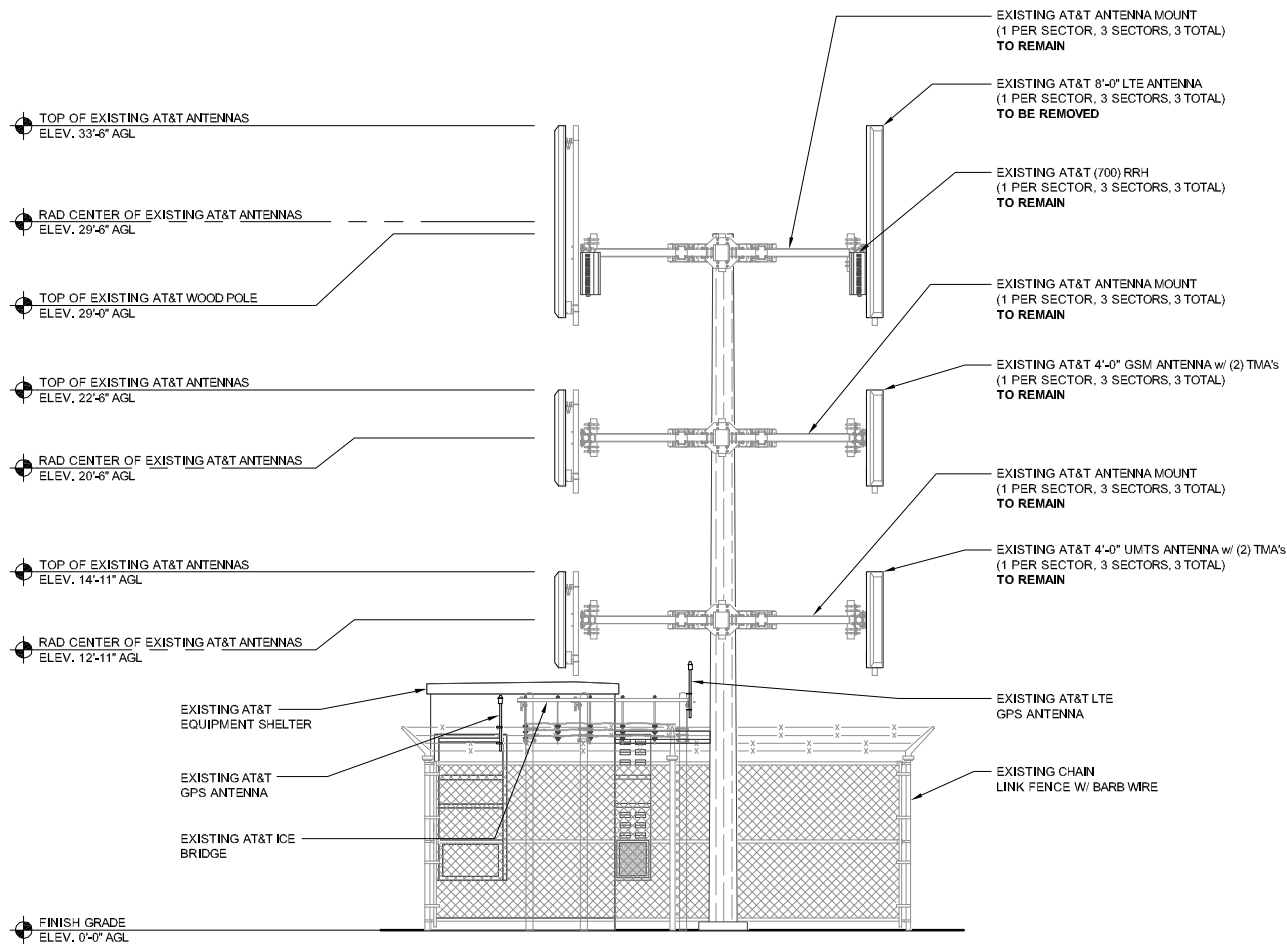 EXISTING AT&T ANTENNA MOUNT
(1 PER SECTOR, 3 SECTORS, 3 TOTAL)
TO REMAIN
EXISTING AT&T 8'-0" LTE ANTENNA
(1 PER SECTOR, 3 SECTORS, 3 TOTAL)
TO BE REMOVED
TOP OF EXISTING AT&T ANTENNAS
ELEV. 33'-6" AGL
EXISTING AT&T (700) RRH
(1 PER SECTOR, 3 SECTORS, 3 TOTAL)
TO REMAIN
RAD CENTER OF EXISTING AT&T ANTENNAS
ELEV. 29'-6" AGL
TOP OF EXISTING AT&T WOOD POLE
ELEV. 29'-0" AGL
EXISTING AT&T ANTENNA MOUNT
(1 PER SECTOR, 3 SECTORS, 3 TOTAL)
TO REMAIN
TOP OF EXISTING AT&T ANTENNAS
ELEV. 22'-6" AGL
EXISTING AT&T 4'-0" GSM ANTENNA w/ (2) TMA's
(1 PER SECTOR, 3 SECTORS, 3 TOTAL)
TO REMAIN
RAD CENTER OF EXISTING AT&T ANTENNAS
ELEV. 20'-6" AGL
EXISTING AT&T ANTENNA MOUNT
(1 PER SECTOR, 3 SECTORS, 3 TOTAL)
TO REMAIN
TOP OF EXISTING AT&T ANTENNAS
ELEV. 14'-11" AGL
EXISTING AT&T 4'-0" UMTS ANTENNA w/ (2) TMA's
(1 PER SECTOR, 3 SECTORS, 3 TOTAL)
TO REMAIN
RAD CENTER OF EXISTING AT&T ANTENNAS
ELEV. 12'-11" AGL
EXISTING AT&T
EQUIPMENT SHELTER
EXISTING AT&T LTE
GPS ANTENNA
EXISTING AT&T
GPS ANTENNA
EXISTING CHAIN
LINK FENCE W/ BARB WIRE
EXISTING AT&T ICE
BRIDGE
FINISH GRADE
ELEV. 0'-0" AGL